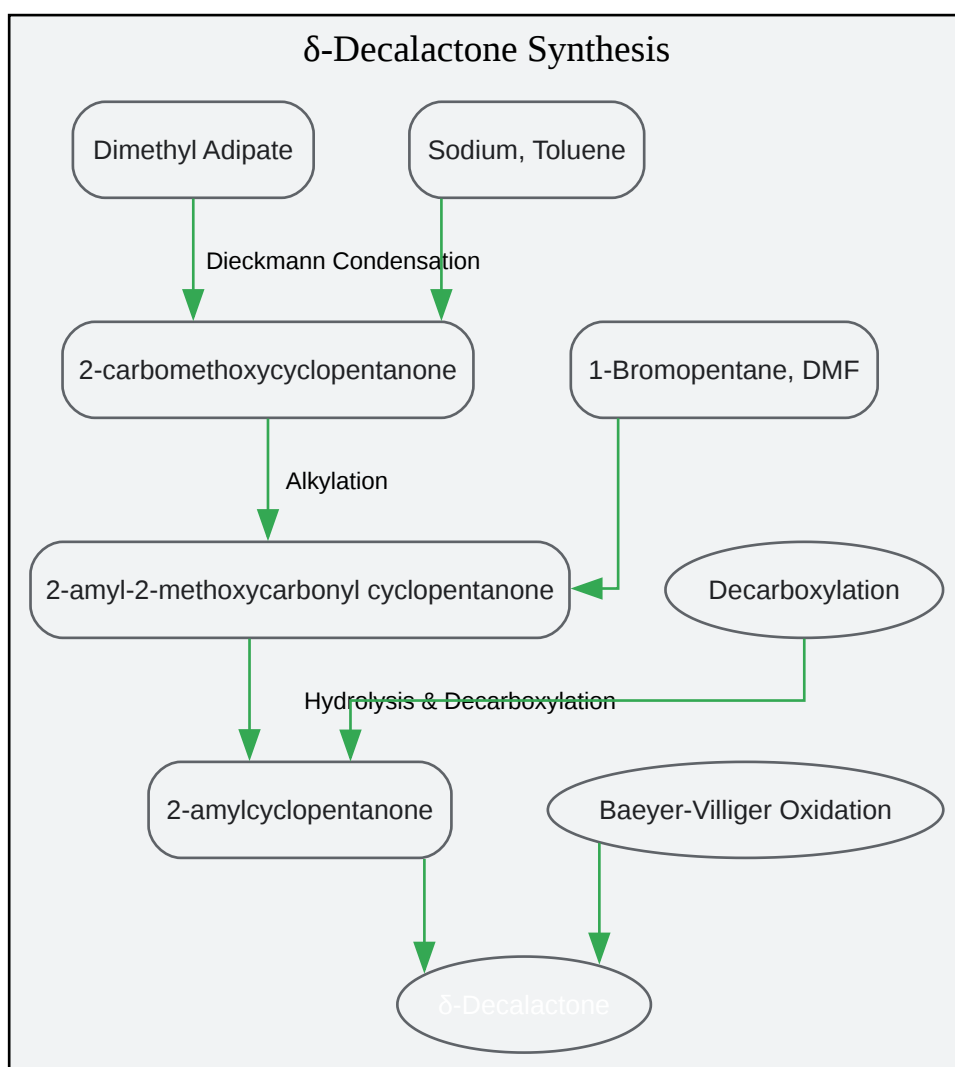 δ-Decalactone Synthesis
Dimethyl Adipate
Sodium, Toluene
Dieckmann Condensation
2-carbomethoxycyclopentanone
1-Bromopentane, DMF
Alkylation
2-amyl-2-methoxycarbonyl cyclopentanone
Decarboxylation
Hydrolysis & Decarboxylation
2-amylcyclopentanone
Baeyer-Villiger Oxidation
δ-Decalactone